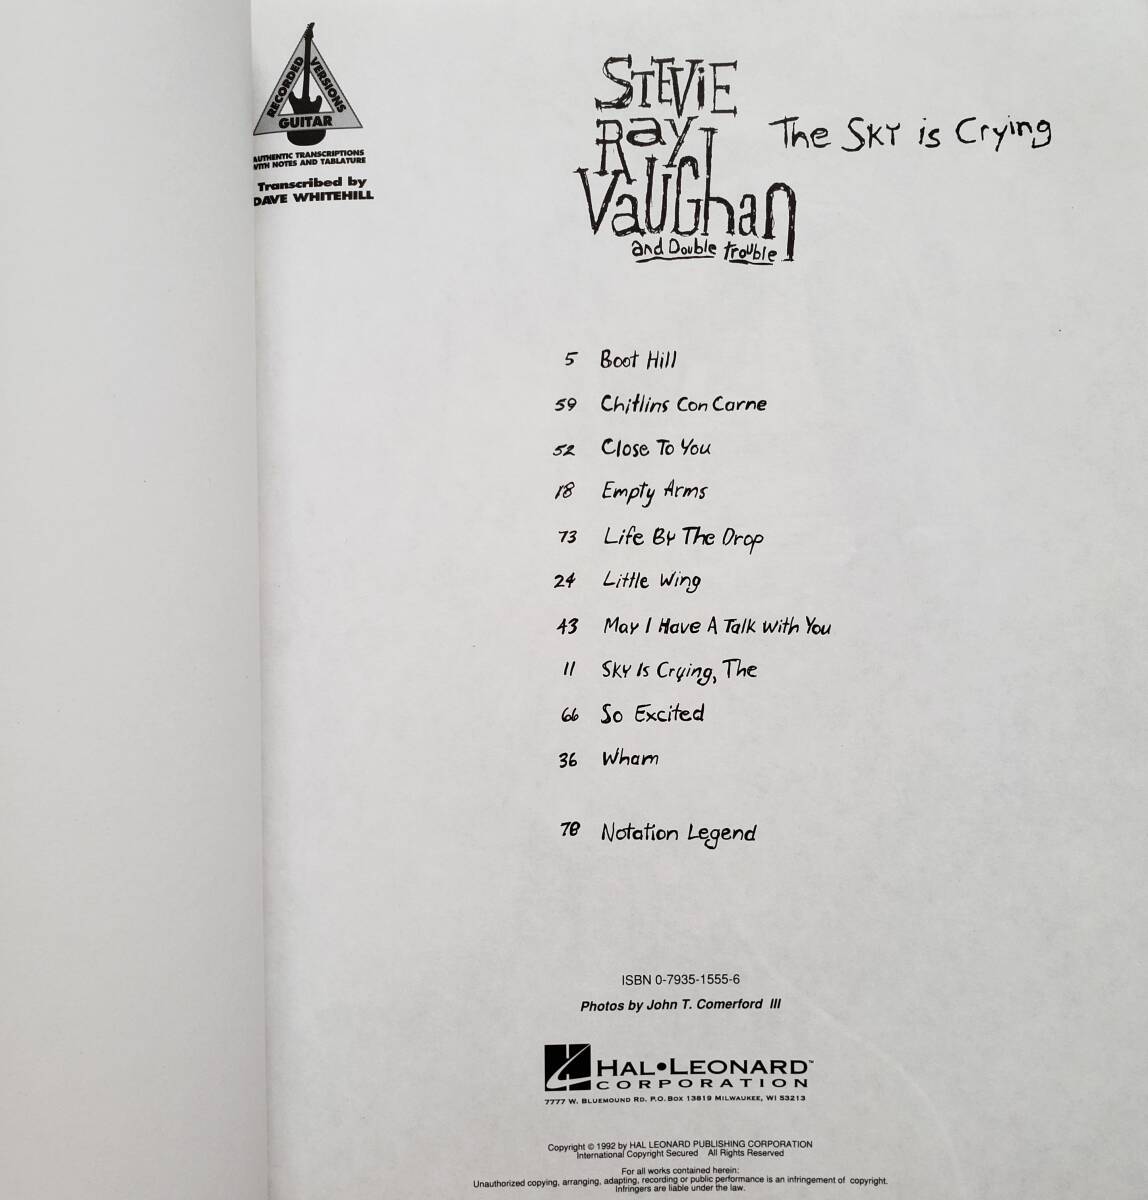 RECORDED
VERSIONS
GUITAR
AUTHENTIC TRANSCRIPTIONS
WITH NOTES AND TABLATURE
Transcribed by
DAVE WHITEHILL
STEVIE
Ray
VaUGhan
and Double trouble
The Sky is Crying
5 Boot Hill
59 Chitlins Con Carne
52 Close To You
18 Empty Arms
73 Life By The Drop
24 Little Wing
43 May I Have A Talk With You
11 Sky Is Crying, The
66 So Excited
36 Wham
78 Notation Legend
ISBN 0-7935-1555-6
Photos by John T. Comerford III
HAL•LEONARD™
CORPORATION
7777 W. BLUEMOUND RD. P.O. BOX 13819 MILWAUKEE, WI 53213
Copyright © 1992 by HAL LEONARD PUBLISHING CORPORATION
International Copyright Secured All Rights Reserved
For all works contained herein:
Unauthorized copying, arranging, adapting, recording or public performance is an infringement of copyright.
Infringers are liable under the law.